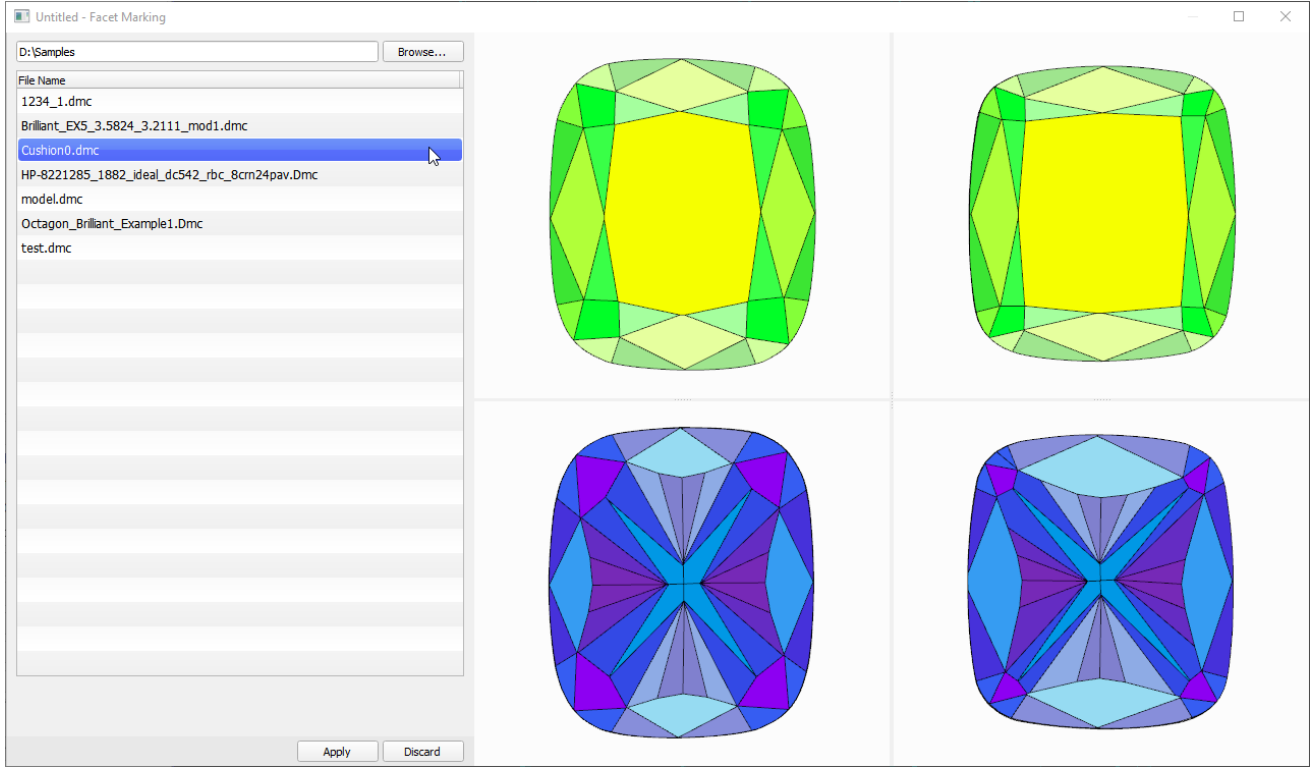 Untitled - Facet Marking
D:\Samples
Browse...
File Name
1234_1.dmc
Brilliant_EX5_3.5824_3.2111_mod1.dmc
Cushion0.dmc
HP-8221285_1882_ideal_dc542_rbc_8crn24pav.Dmc
model.dmc
Octagon_Brilliant_Example1.Dmc
test.dmc
Apply
Discard